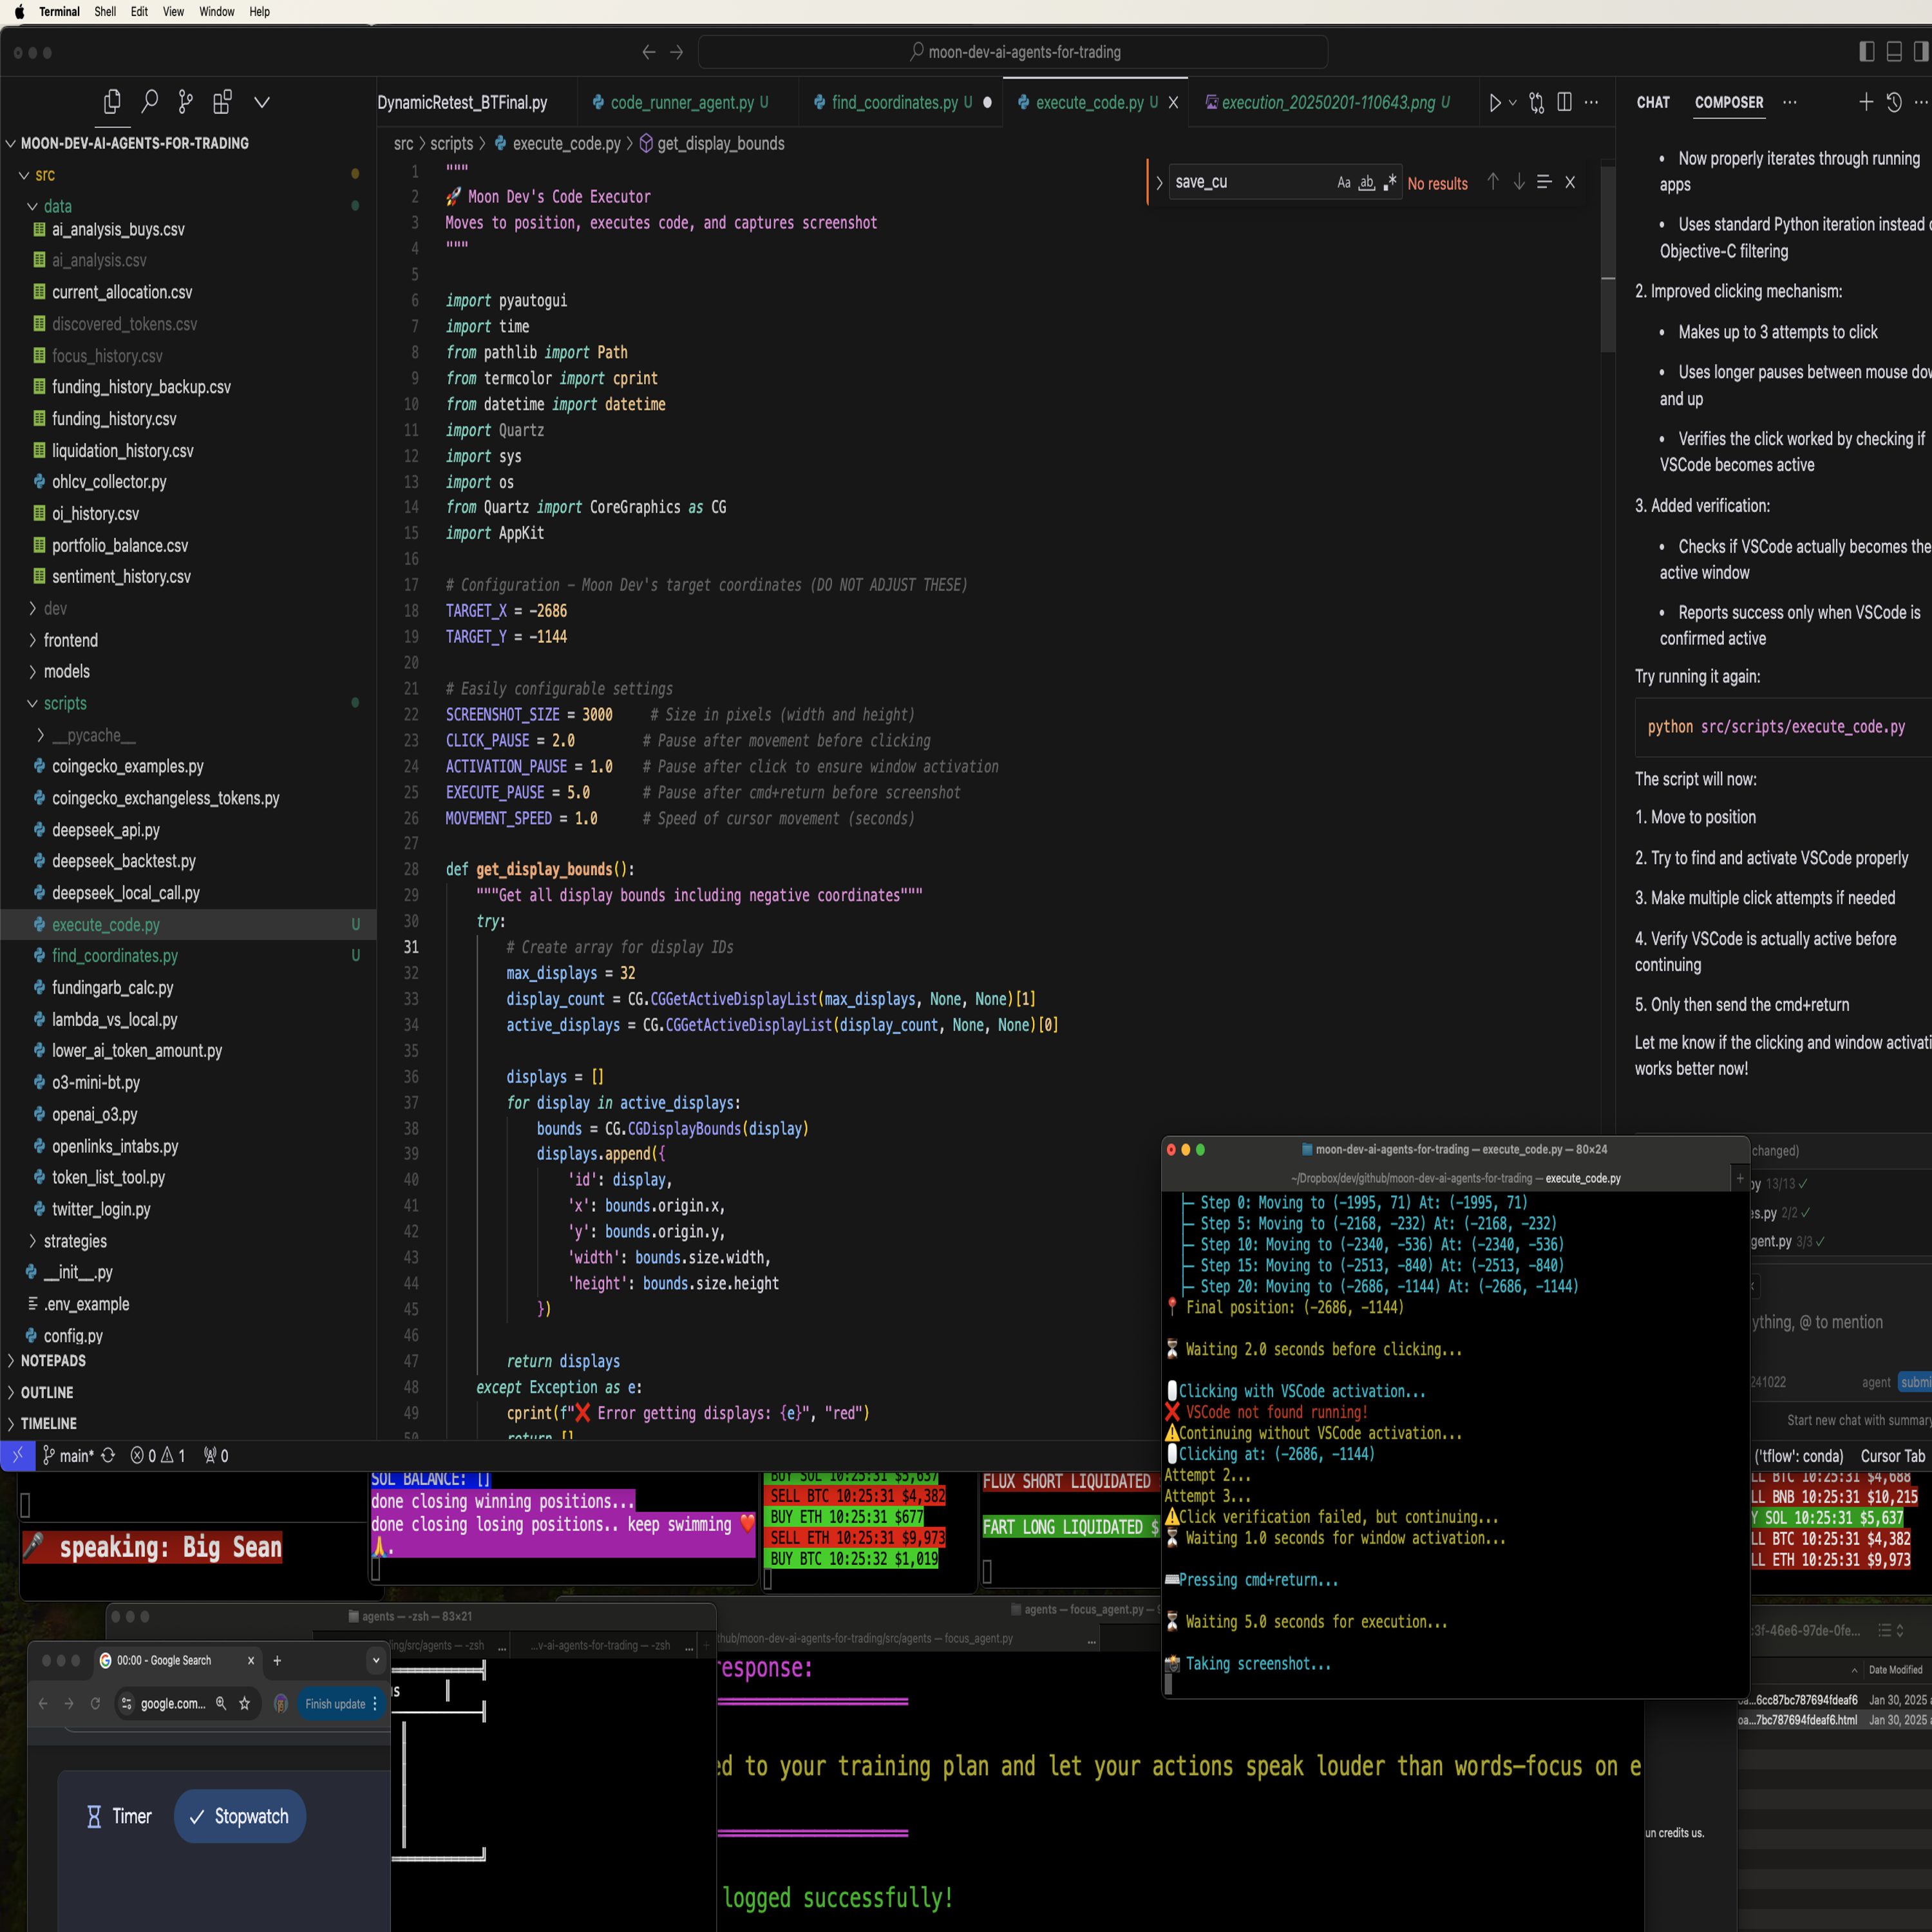 Terminal Shell Edit View Window Help
moon-dev-ai-agents-for-trading
DynamicRetest_BTFinal.py
code_runner_agent.py U
find_coordinates.py U
execute_code.py U
execution_20250201-110643.png U
CHAT COMPOSER
MOON-DEV-AI-AGENTS-FOR-TRADING
src
data
ai_analysis_buys.csv
ai_analysis.csv
current_allocation.csv
discovered_tokens.csv
focus_history.csv
funding_history_backup.csv
funding_history.csv
liquidation_history.csv
ohlcv_collector.py
oi_history.csv
portfolio_balance.csv
sentiment_history.csv
dev
frontend
models
scripts
__pycache__
coingecko_examples.py
coingecko_exchangeless_tokens.py
deepseek_api.py
deepseek_backtest.py
deepseek_local_call.py
execute_code.py U
find_coordinates.py U
fundingarb_calc.py
lambda_vs_local.py
lower_ai_token_amount.py
o3-mini-bt.py
openai_o3.py
openlinks_intabs.py
token_list_tool.py
twitter_login.py
strategies
__init__.py
.env_example
config.py
NOTEPADS
OUTLINE
TIMELINE
main* 0 1 0
src > scripts > execute_code.py > get_display_bounds
save_cu Aa ab .* No results
1 """
2 🚀 Moon Dev's Code Executor
3 Moves to position, executes code, and captures screenshot
4 """
5
6 import pyautogui
7 import time
8 from pathlib import Path
9 from termcolor import cprint
10 from datetime import datetime
11 import Quartz
12 import sys
13 import os
14 from Quartz import CoreGraphics as CG
15 import AppKit
16
17 # Configuration - Moon Dev's target coordinates (DO NOT ADJUST THESE)
18 TARGET_X = -2686
19 TARGET_Y = -1144
20
21 # Easily configurable settings
22 SCREENSHOT_SIZE = 3000 # Size in pixels (width and height)
23 CLICK_PAUSE = 2.0 # Pause after movement before clicking
24 ACTIVATION_PAUSE = 1.0 # Pause after click to ensure window activation
25 EXECUTE_PAUSE = 5.0 # Pause after cmd+return before screenshot
26 MOVEMENT_SPEED = 1.0 # Speed of cursor movement (seconds)
27
28 def get_display_bounds():
29 """Get all display bounds including negative coordinates"""
30 try:
31 # Create array for display IDs
32 max_displays = 32
33 display_count = CG.CGGetActiveDisplayList(max_displays, None, None)[1]
34 active_displays = CG.CGGetActiveDisplayList(display_count, None, None)[0]
35
36 displays = []
37 for display in active_displays:
38 bounds = CG.CGDisplayBounds(display)
39 displays.append({
40 'id': display,
41 'x': bounds.origin.x,
42 'y': bounds.origin.y,
43 'width': bounds.size.width,
44 'height': bounds.size.height
45 })
46
47 return displays
48 except Exception as e:
49 cprint(f"❌ Error getting displays: {e}", "red")
50 return []
• Now properly iterates through running
apps
• Uses standard Python iteration instead
Objective-C filtering
2. Improved clicking mechanism:
• Makes up to 3 attempts to click
• Uses longer pauses between mouse dow
and up
• Verifies the click worked by checking if
VSCode becomes active
3. Added verification:
• Checks if VSCode actually becomes the
active window
• Reports success only when VSCode is
confirmed active
Try running it again:
python src/scripts/execute_code.py
The script will now:
1. Move to position
2. Try to find and activate VSCode properly
3. Make multiple click attempts if needed
4. Verify VSCode is actually active before
continuing
5. Only then send the cmd+return
Let me know if the clicking and window activati
works better now!
changed)
py 13/13 ✓
es.py 2/2 ✓
gent.py 3/3 ✓
ything, @ to mention
241022 agent submi
Start new chat with summary
('tflow': conda) Cursor Tab
moon-dev-ai-agents-for-trading — execute_code.py — 80×24
~/Dropbox/dev/github/moon-dev-ai-agents-for-trading — execute_code.py
├─ Step 0: Moving to (-1995, 71) At: (-1995, 71)
├─ Step 5: Moving to (-2168, -232) At: (-2168, -232)
├─ Step 10: Moving to (-2340, -536) At: (-2340, -536)
├─ Step 15: Moving to (-2513, -840) At: (-2513, -840)
├─ Step 20: Moving to (-2686, -1144) At: (-2686, -1144)
📍 Final position: (-2686, -1144)
⏳ Waiting 2.0 seconds before clicking...
Clicking with VSCode activation...
❌ VSCode not found running!
⚠️Continuing without VSCode activation...
Clicking at: (-2686, -1144)
Attempt 2...
Attempt 3...
⚠️Click verification failed, but continuing...
⏳ Waiting 1.0 seconds for window activation...
Pressing cmd+return...
⏳ Waiting 5.0 seconds for execution...
📸 Taking screenshot...
🎤 speaking: Big Sean
SOL BALANCE: []
done closing winning positions...
done closing losing positions.. keep swimming ❤️
🙏.
BUY SOL 10:25:31 $5,637
SELL BTC 10:25:31 $4,382
BUY ETH 10:25:31 $677
SELL ETH 10:25:31 $9,973
BUY BTC 10:25:32 $1,019
FLUX SHORT LIQUIDATED
FART LONG LIQUIDATED $
LL BTC 10:25:31 $4,688
LL BNB 10:25:31 $10,215
Y SOL 10:25:31 $5,637
LL BTC 10:25:31 $4,382
LL ETH 10:25:31 $9,973
agents — -zsh — 83×21
ding/src/agents — -zsh ...
...v-ai-agents-for-trading — -zsh ...
agents — focus_agent.py — 9
thub/moon-dev-ai-agents-for-trading/src/agents — focus_agent.py ...
00:00 - Google Search
google.com... Finish update
Timer Stopwatch
esponse:
ed to your training plan and let your actions speak louder than words—focus on e
logged successfully!
:3f-46e6-97de-0fe...
Date Modified
oa...6cc87bc787694fdeaf6 Jan 30, 2025
oa...7bc787694fdeaf6.html Jan 30, 2025
un credits us.